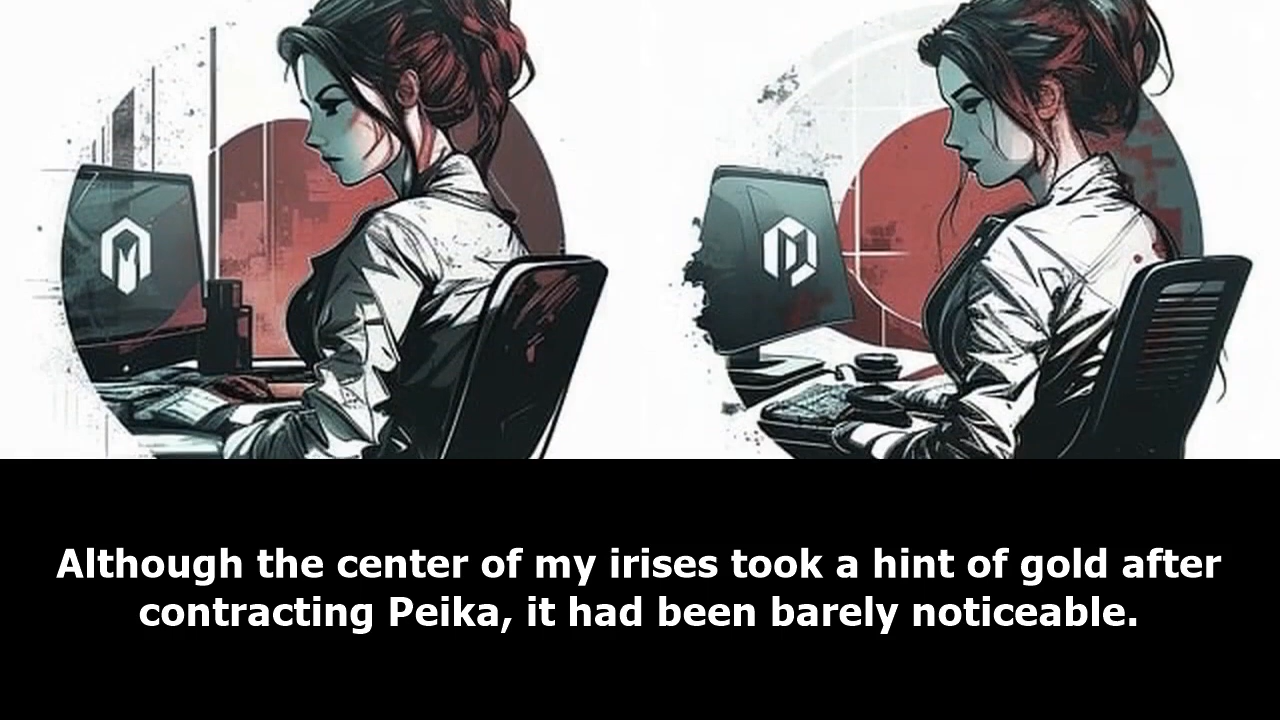 Although the center of my irises took a hint of gold after
contracting Peika, it had been barely noticeable.